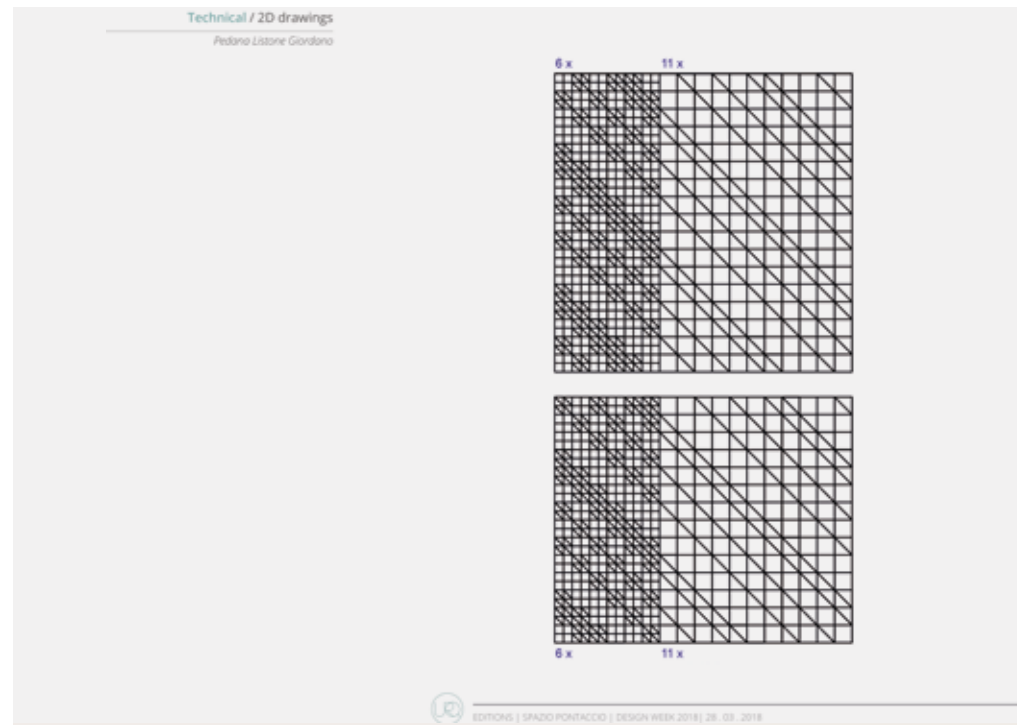 Technical / 2D drawings
Pedana Listone Giordano
6 x 11 x
6 x 11 x
EDITIONS | SPAZIO PONTACCIO | DESIGN WEEK 2018| 28 . 03 . 2018